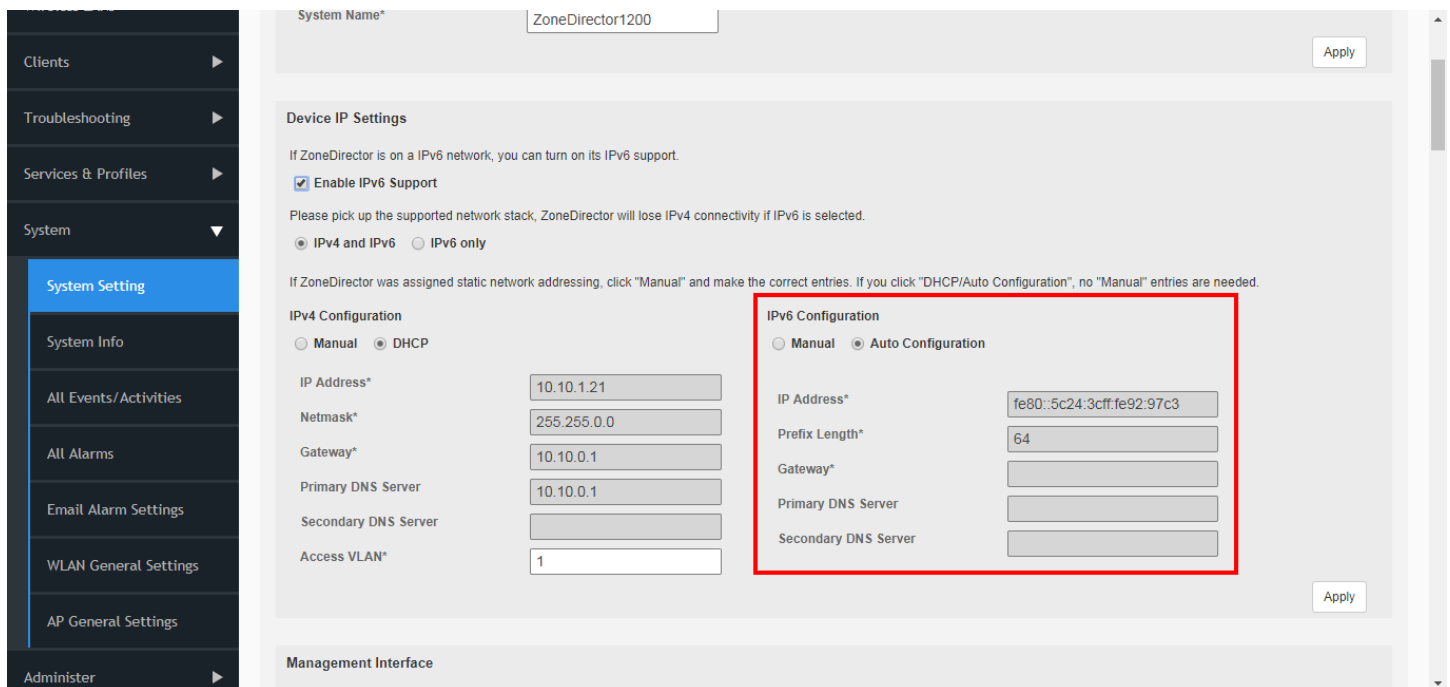 System Name*
ZoneDirector1200
Apply
Clients
Troubleshooting
Services & Profiles
System
System Setting
System Info
All Events/Activities
All Alarms
Email Alarm Settings
WLAN General Settings
AP General Settings
Administer
Device IP Settings
If ZoneDirector is on a IPv6 network, you can turn on its IPv6 support.
Enable IPv6 Support
Please pick up the supported network stack, ZoneDirector will lose IPv4 connectivity if IPv6 is selected.
IPv4 and IPv6 IPv6 only
If ZoneDirector was assigned static network addressing, click "Manual" and make the correct entries. If you click "DHCP/Auto Configuration", no "Manual" entries are needed.
IPv4 Configuration
Manual DHCP
IP Address* 10.10.1.21
Netmask* 255.255.0.0
Gateway* 10.10.0.1
Primary DNS Server 10.10.0.1
Secondary DNS Server
Access VLAN* 1
IPv6 Configuration
Manual Auto Configuration
IP Address* fe80::5c24:3cff:fe92:97c3
Prefix Length* 64
Gateway*
Primary DNS Server
Secondary DNS Server
Apply
Management Interface